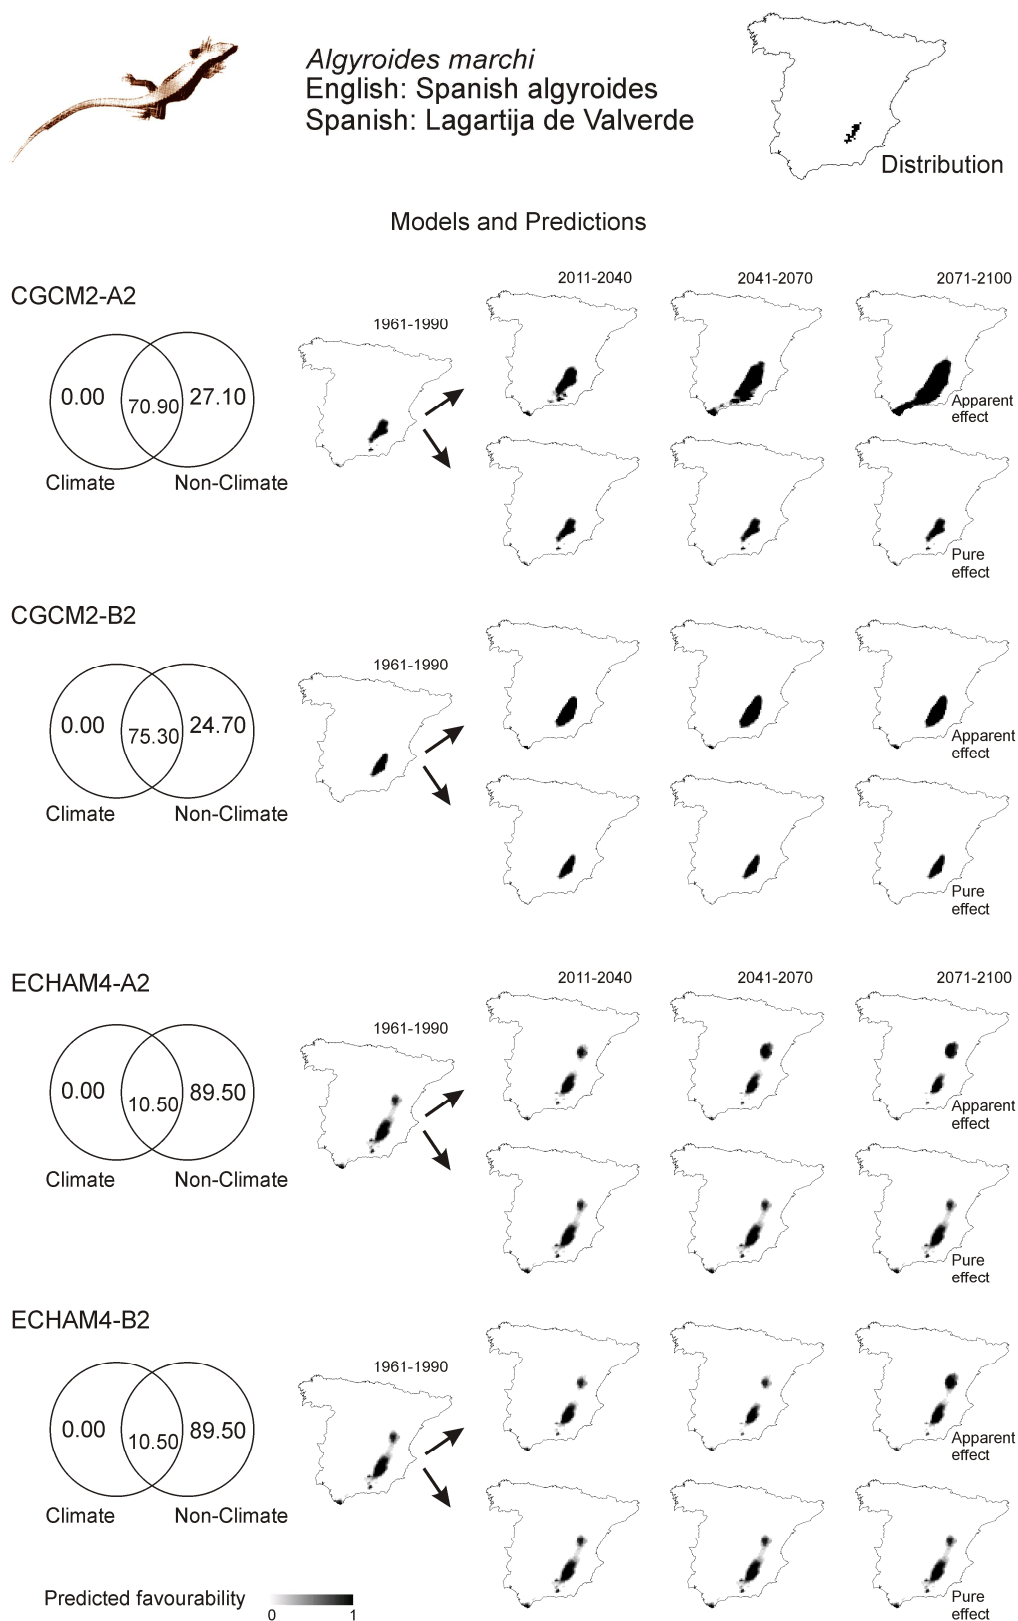 Algyroides marchi
English: Spanish algyroides
Spanish: Lagartija de Valverde
Distribution
Models and Predictions
CGCM2-A2
2011-2040
2041-2070
2071-2100
1961-1990
0.00
70.90
27.10
Climate
Non-Climate
Apparent
effect
Pure
effect
CGCM2-B2
1961-1990
0.00
75.30
24.70
Climate
Non-Climate
Apparent
effect
Pure
effect
ECHAM4-A2
2011-2040
2041-2070
2071-2100
1961-1990
0.00
10.50
89.50
Climate
Non-Climate
Apparent
effect
Pure
effect
ECHAM4-B2
1961-1990
0.00
10.50
89.50
Climate
Non-Climate
Apparent
effect
Pure
effect
Predicted favourability
0 1